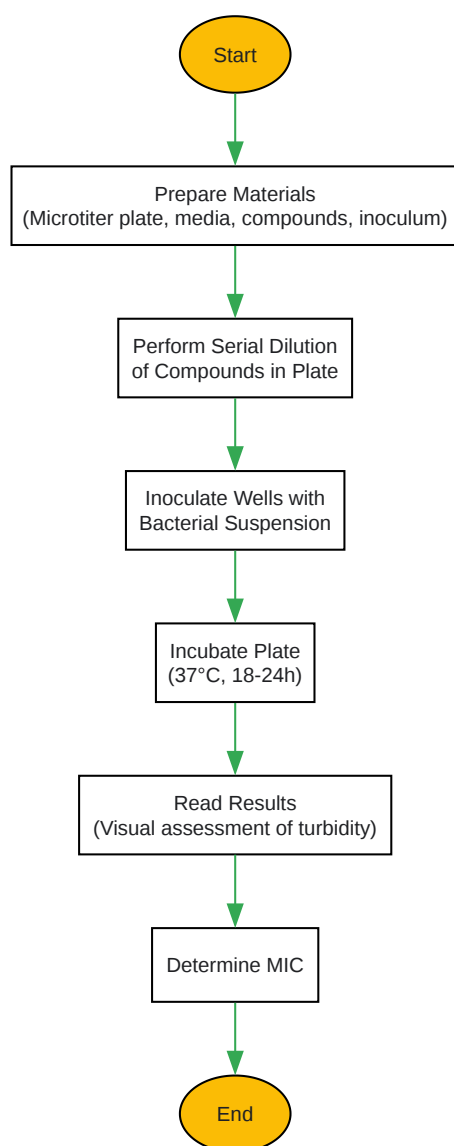 Start
Prepare Materials
(Microtiter plate, media, compounds, inoculum)
Perform Serial Dilution
of Compounds in Plate
Inoculate Wells with
Bacterial Suspension
Incubate Plate
(37°C, 18-24h)
Read Results
(Visual assessment of turbidity)
Determine MIC
End